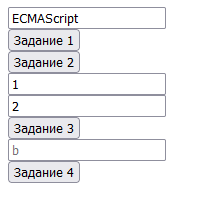 ECMAScript
Задание 1
Задание 2
1
2
Задание 3
b
Задание 4